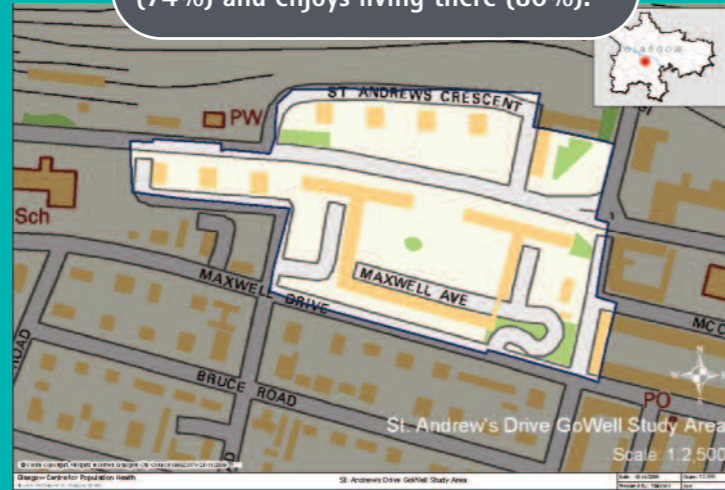 (74%) and enjoys living there (80%).
GLASGOW
ST ANDREWS CRESCENT
PW
Sch
MAXWELL AVE
MAXWELL DRIVE
MCC
ROAD
BRUCE ROAD
PO
St. Andrew's Drive GoWell Study Area
Scale: 1:2,500
Glasgow Centre for Population Health
St. Andrews Drive GoWell Study Area